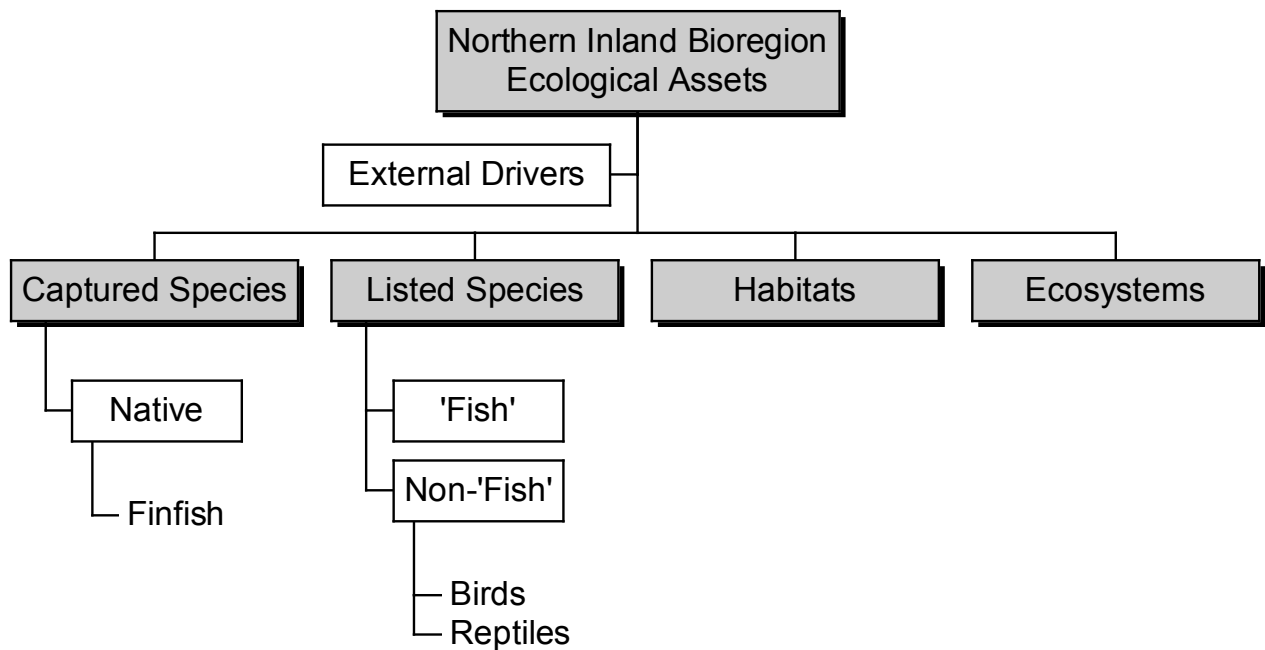 Northern Inland Bioregion
Ecological Assets
External Drivers
Captured Species
Listed Species
Habitats
Ecosystems
Native
'Fish'
Non-'Fish'
Finfish
Birds
Reptiles